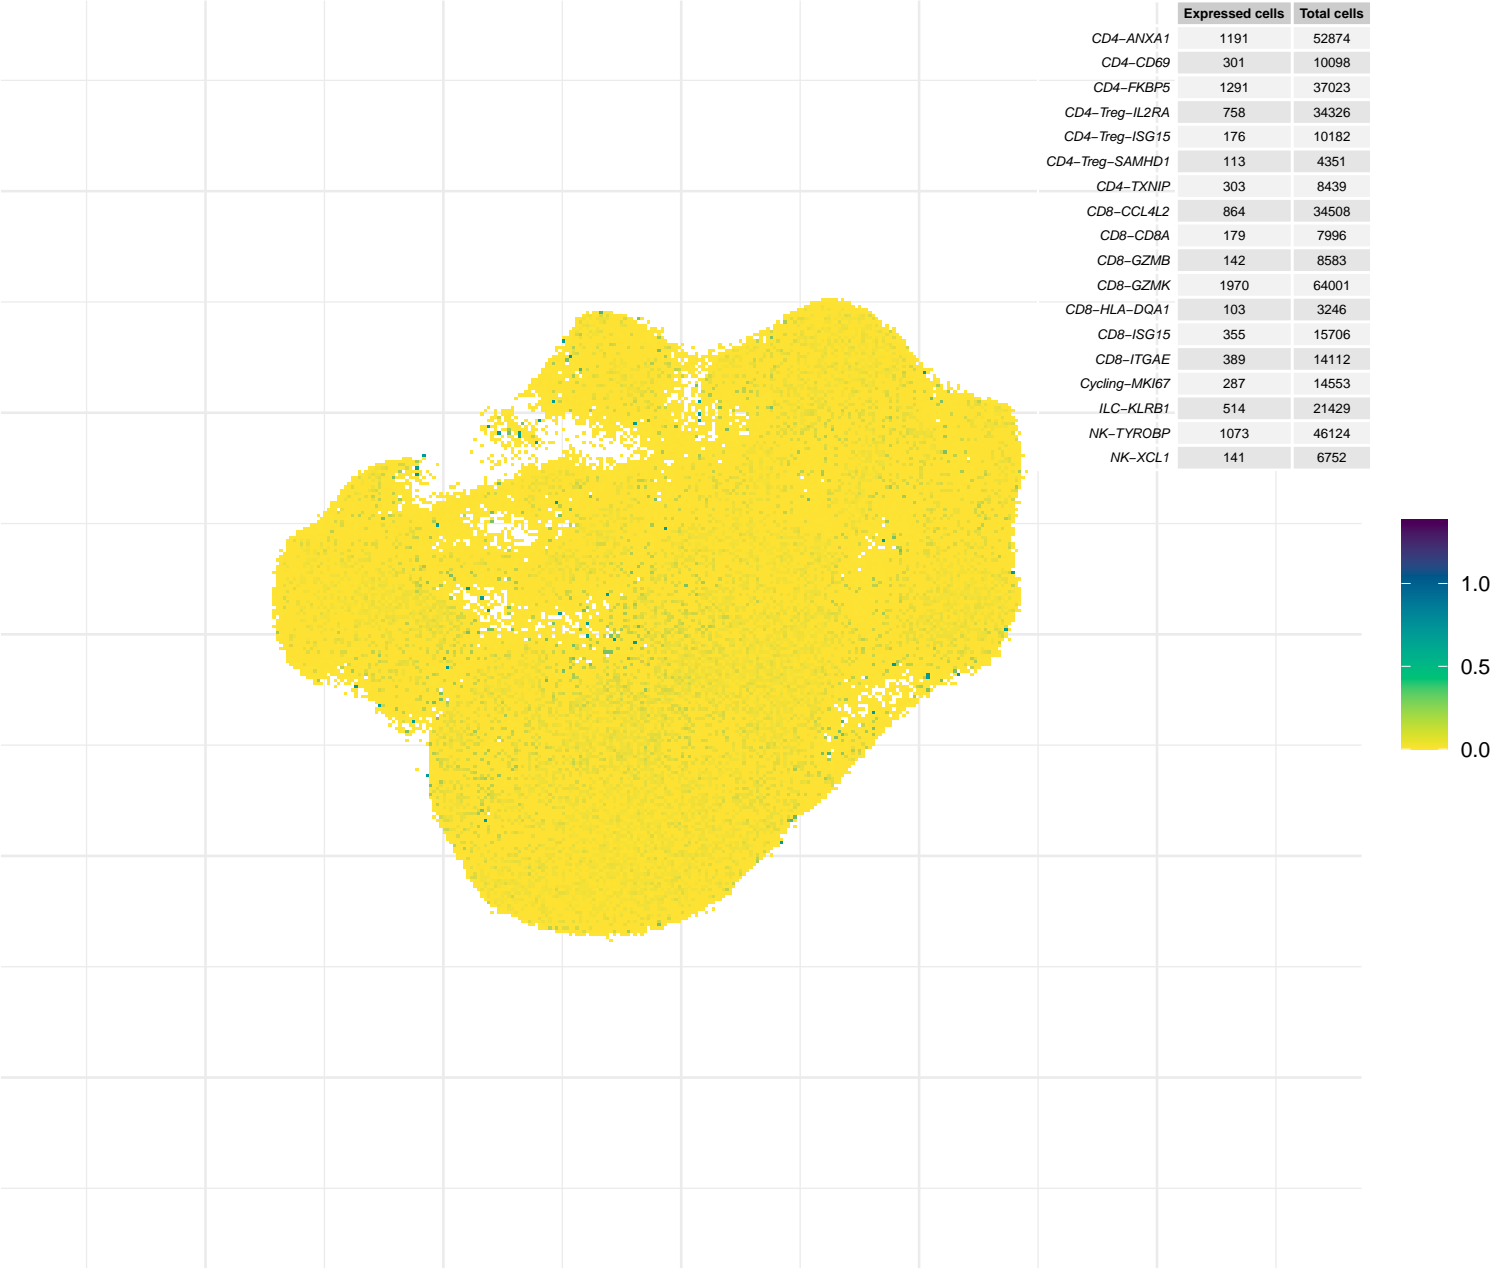 Expressed cells Total cells
CD4−ANXA1 1191 52874
CD4−CD69 301 10098
CD4−FKBP5 1291 37023
CD4−Treg−IL2RA 758 34326
CD4−Treg−ISG15 176 10182
CD4−Treg−SAMHD1 113 4351
CD4−TXNIP 303 8439
CD8−CCL4L2 864 34508
CD8−CD8A 179 7996
CD8−GZMB 142 8583
CD8−GZMK 1970 64001
CD8−HLA−DQA1 103 3246
CD8−ISG15 355 15706
CD8−ITGAE 389 14112
Cycling−MKI67 287 14553
ILC−KLRB1 514 21429
NK−TYROBP 1073 46124
NK−XCL1 141 6752
1.0
0.5
0.0